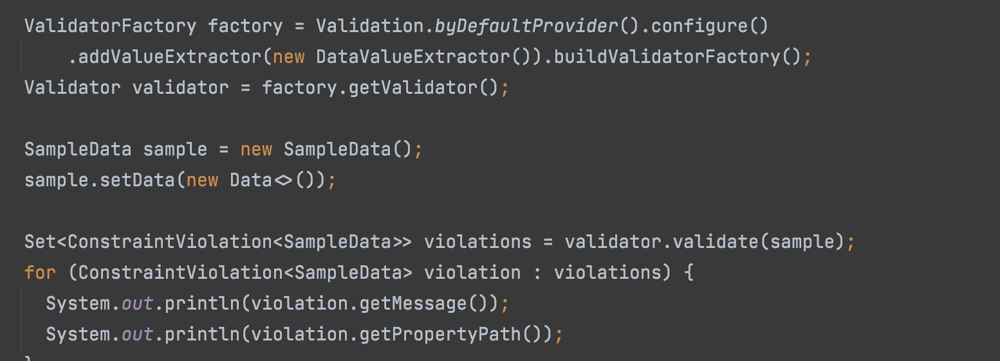 ValidatorFactory factory = Validation.byDefaultProvider().configure()
.addValueExtractor(new DataValueExtractor()).buildValidatorFactory();
Validator validator = factory.getValidator();
SampleData sample = new SampleData();
sample.setData(new Data<>());
Set<ConstraintViolation<SampleData>> violations = validator.validate(sample);
for (ConstraintViolation<SampleData> violation : violations) {
System.out.println(violation.getMessage());
System.out.println(violation.getPropertyPath());
}